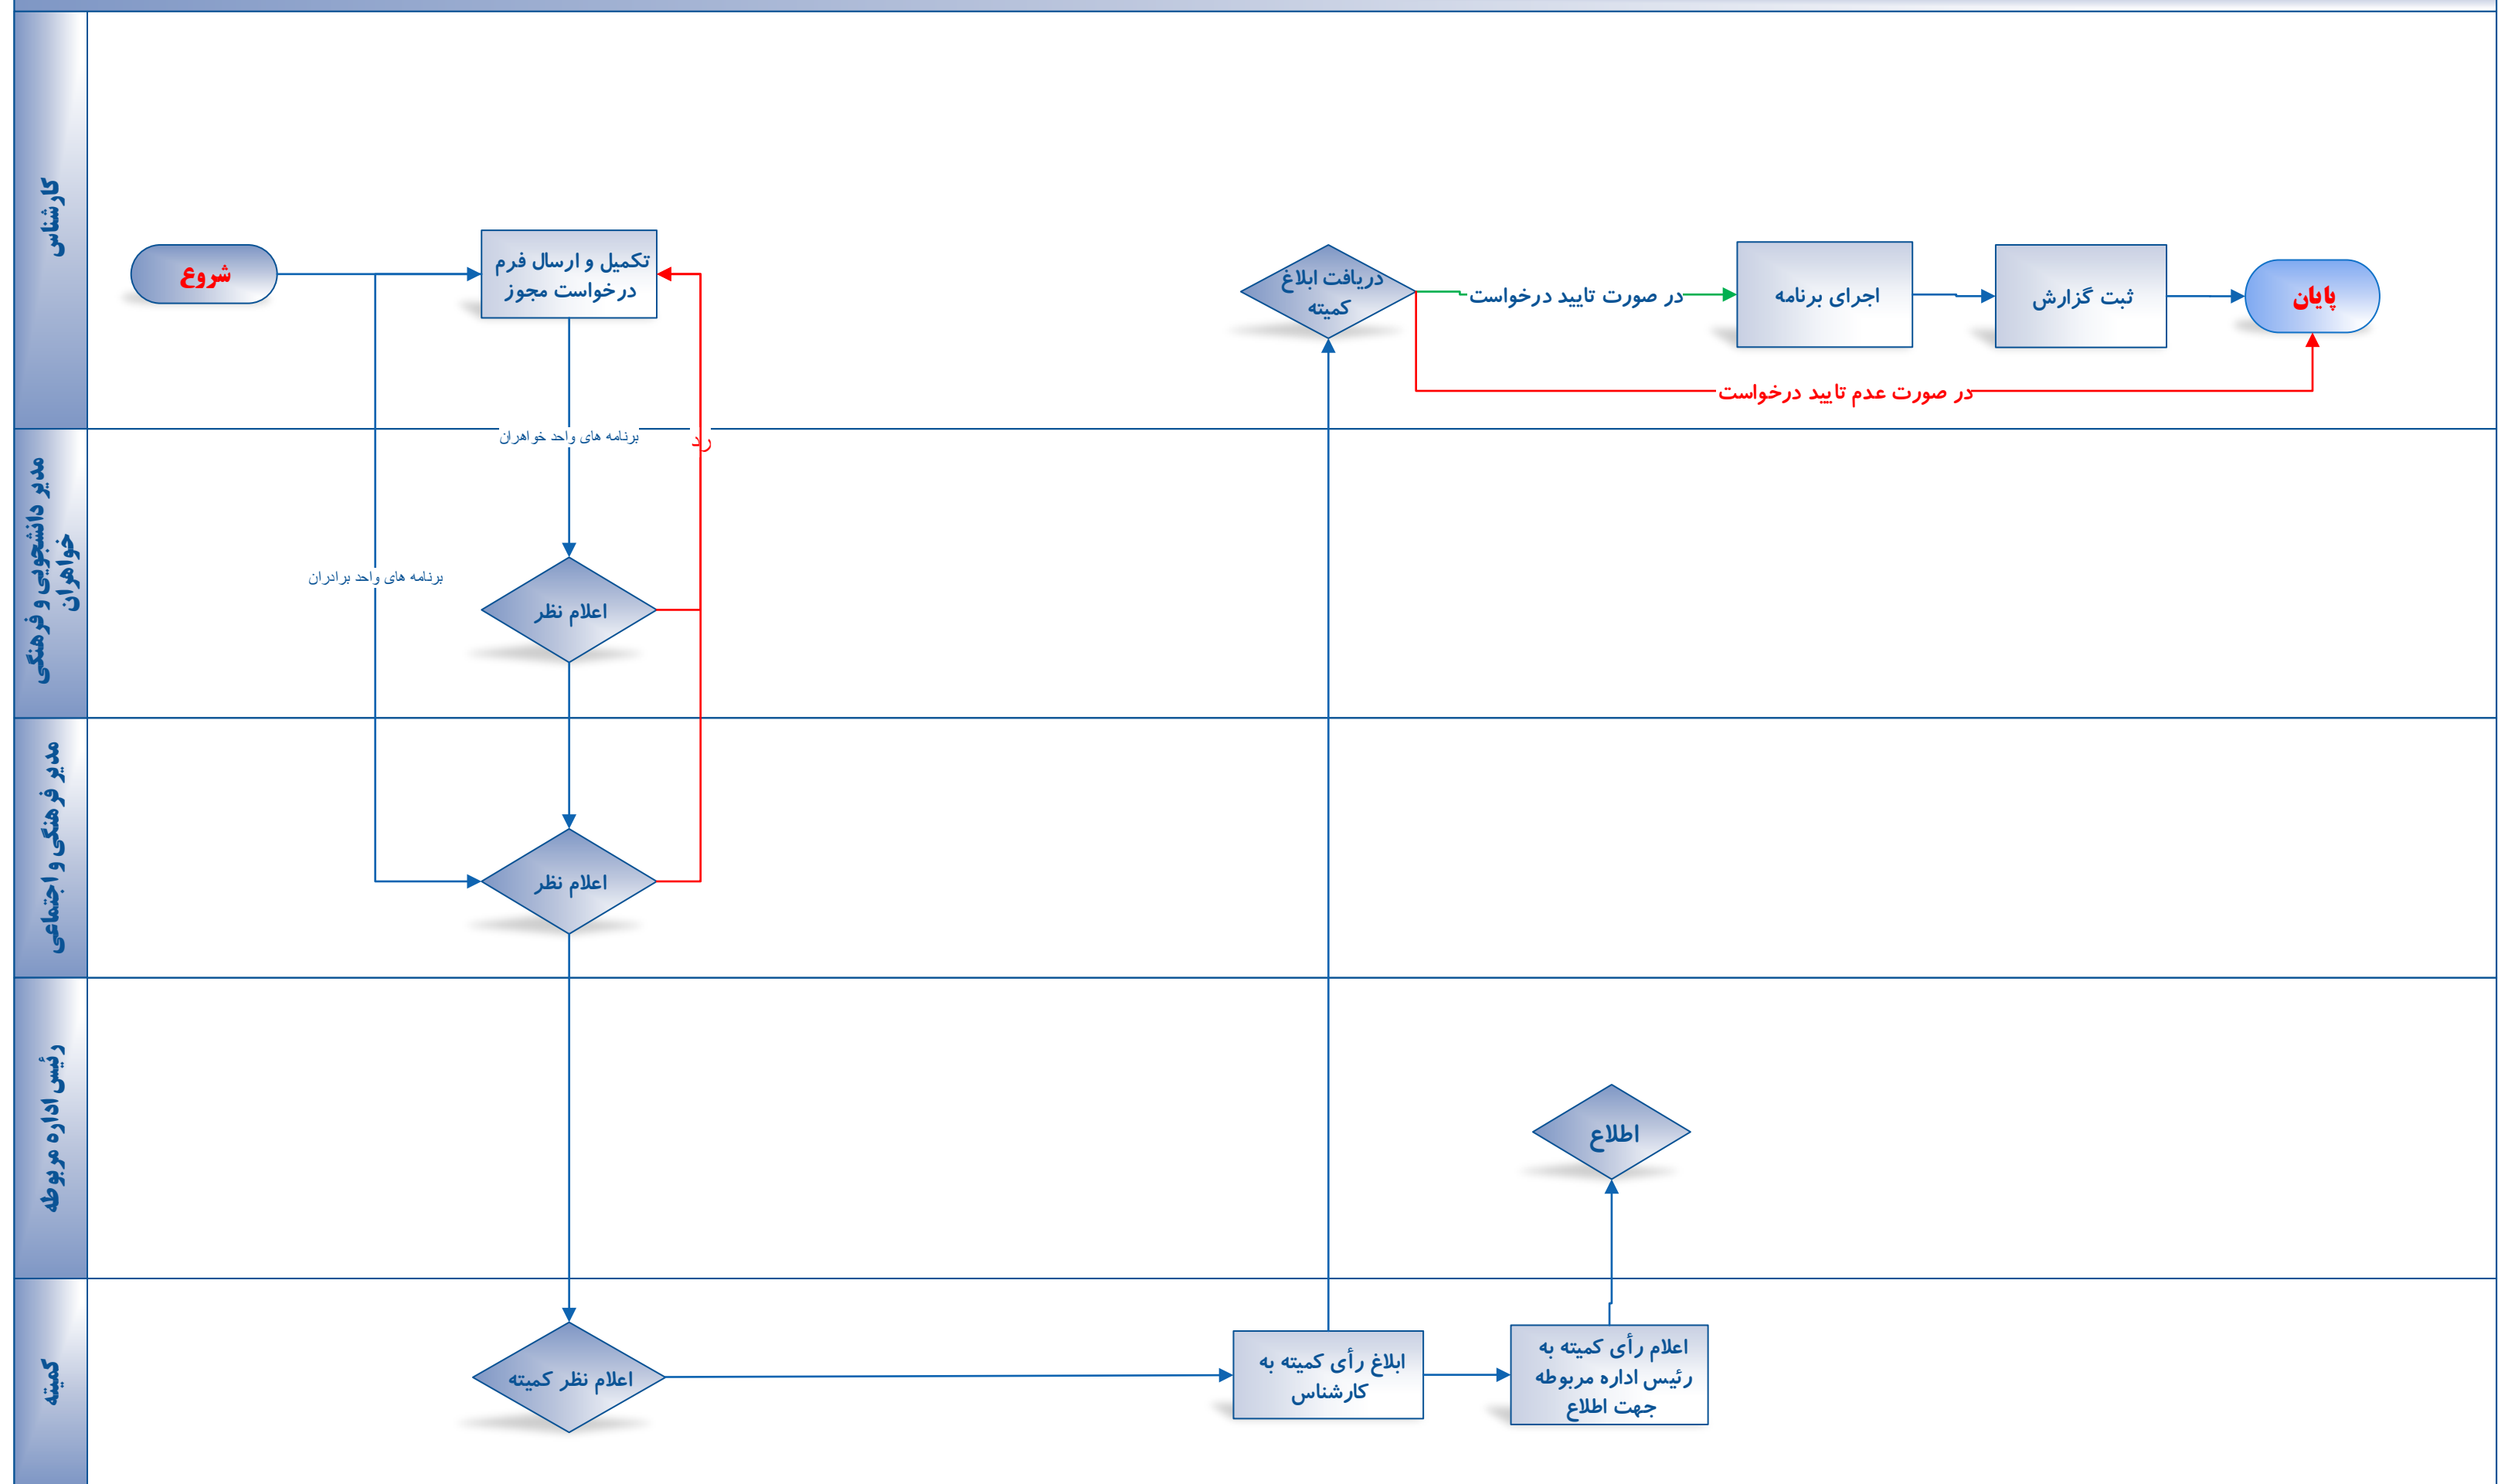 کارشناس
شروع
تکمیل و ارسال فرم
درخواست مجوز
دریافت ابلاغ
کمیته
در صورت تایید درخواست
اجرای برنامه
ثبت گزارش
پایان
در صورت عدم تایید درخواست
برنامه های واحد خواهران
رد
مدیر دانشجویی و فرهنگی
خواهران
برنامه های واحد برادران
اعلام نظر
مدیر فرهنگی و اجتماعی
اعلام نظر
رئیس اداره مربوطه
اطلاع
کمیته
اعلام نظر کمیته
ابلاغ رأی کمیته به
کارشناس
اعلام رأی کمیته به
رئیس اداره مربوطه
جهت اطلاع